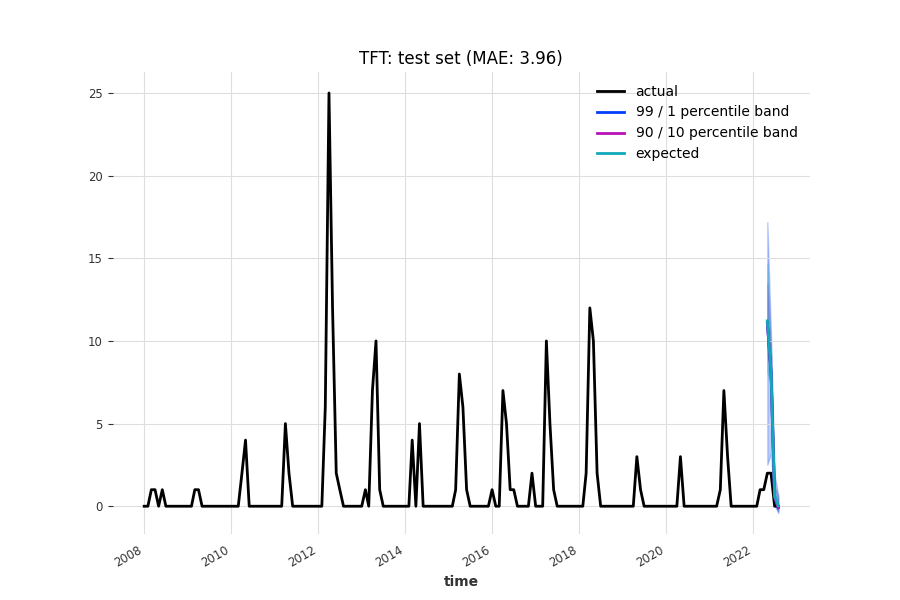 TFT: test set (MAE: 3.96)
actual
99 / 1 percentile band
90 / 10 percentile band
expected
25
20
15
10
5
0
2008
2010
2012
2014
2016
2018
2020
2022
time